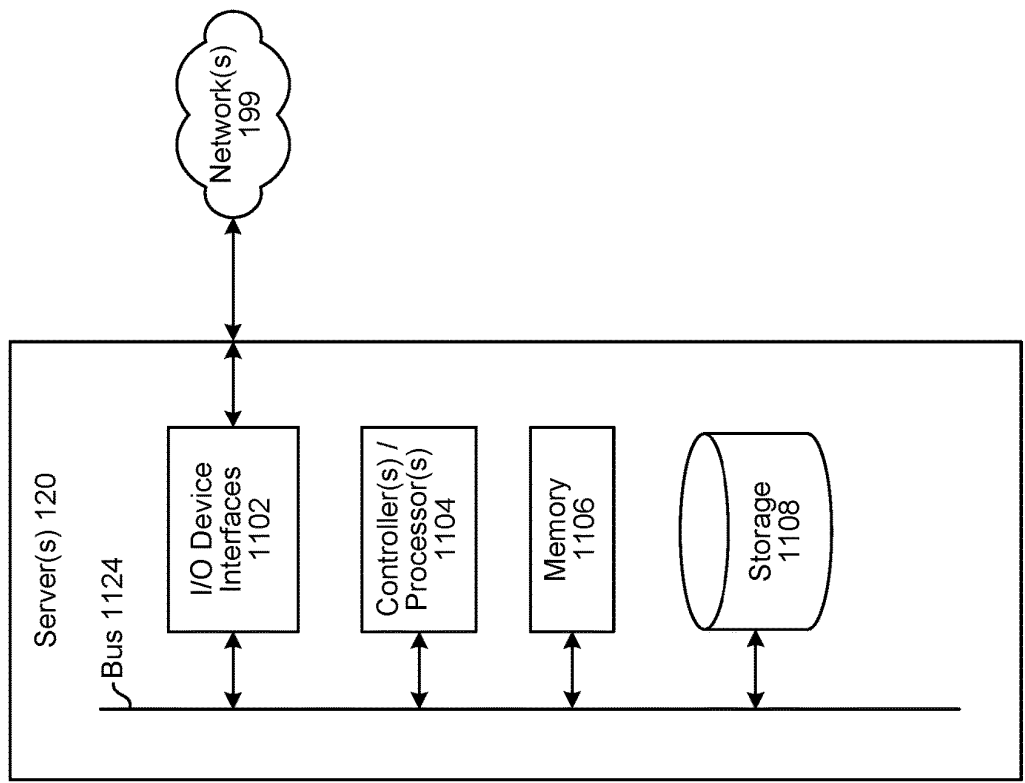 Server(s) 120
Bus 1124
I/O Device
Interfaces
1102
Network(s)
199
Controller(s) /
Processor(s)
1104
Memory
1106
Storage
1108